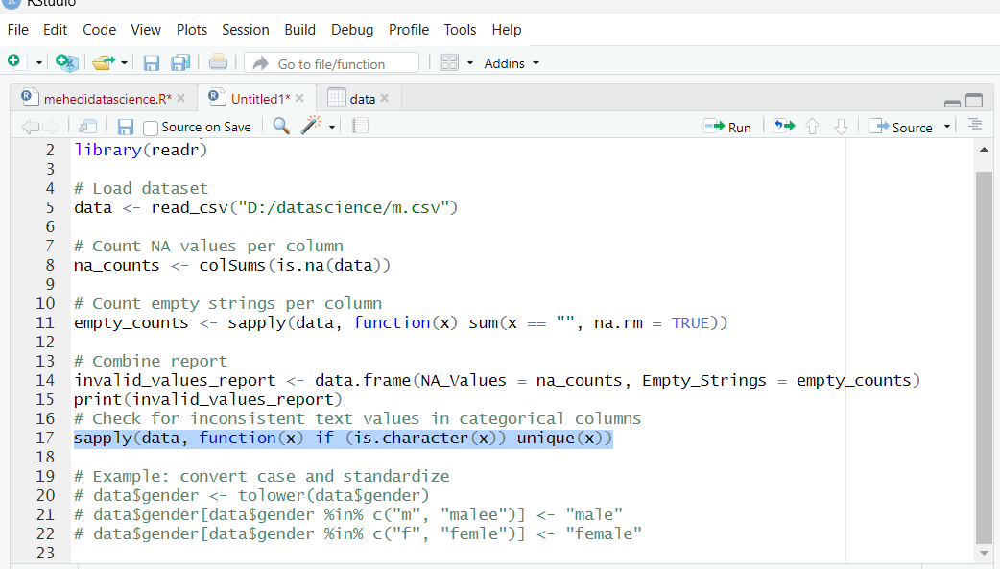 RStudio
File Edit Code View Plots Session Build Debug Profile Tools Help
Go to file/function Addins
mehedidatascience.R* Untitled1* data
Source on Save Run Source
2 library(readr)
3
4 # Load dataset
5 data <- read_csv("D:/datascience/m.csv")
6
7 # Count NA values per column
8 na_counts <- colSums(is.na(data))
9
10 # Count empty strings per column
11 empty_counts <- sapply(data, function(x) sum(x == "", na.rm = TRUE))
12
13 # Combine report
14 invalid_values_report <- data.frame(NA_Values = na_counts, Empty_Strings = empty_counts)
15 print(invalid_values_report)
16 # Check for inconsistent text values in categorical columns
17 sapply(data, function(x) if (is.character(x)) unique(x))
18
19 # Example: convert case and standardize
20 # data$gender <- tolower(data$gender)
21 # data$gender[data$gender %in% c("m", "malee")] <- "male"
22 # data$gender[data$gender %in% c("f", "femle")] <- "female"
23